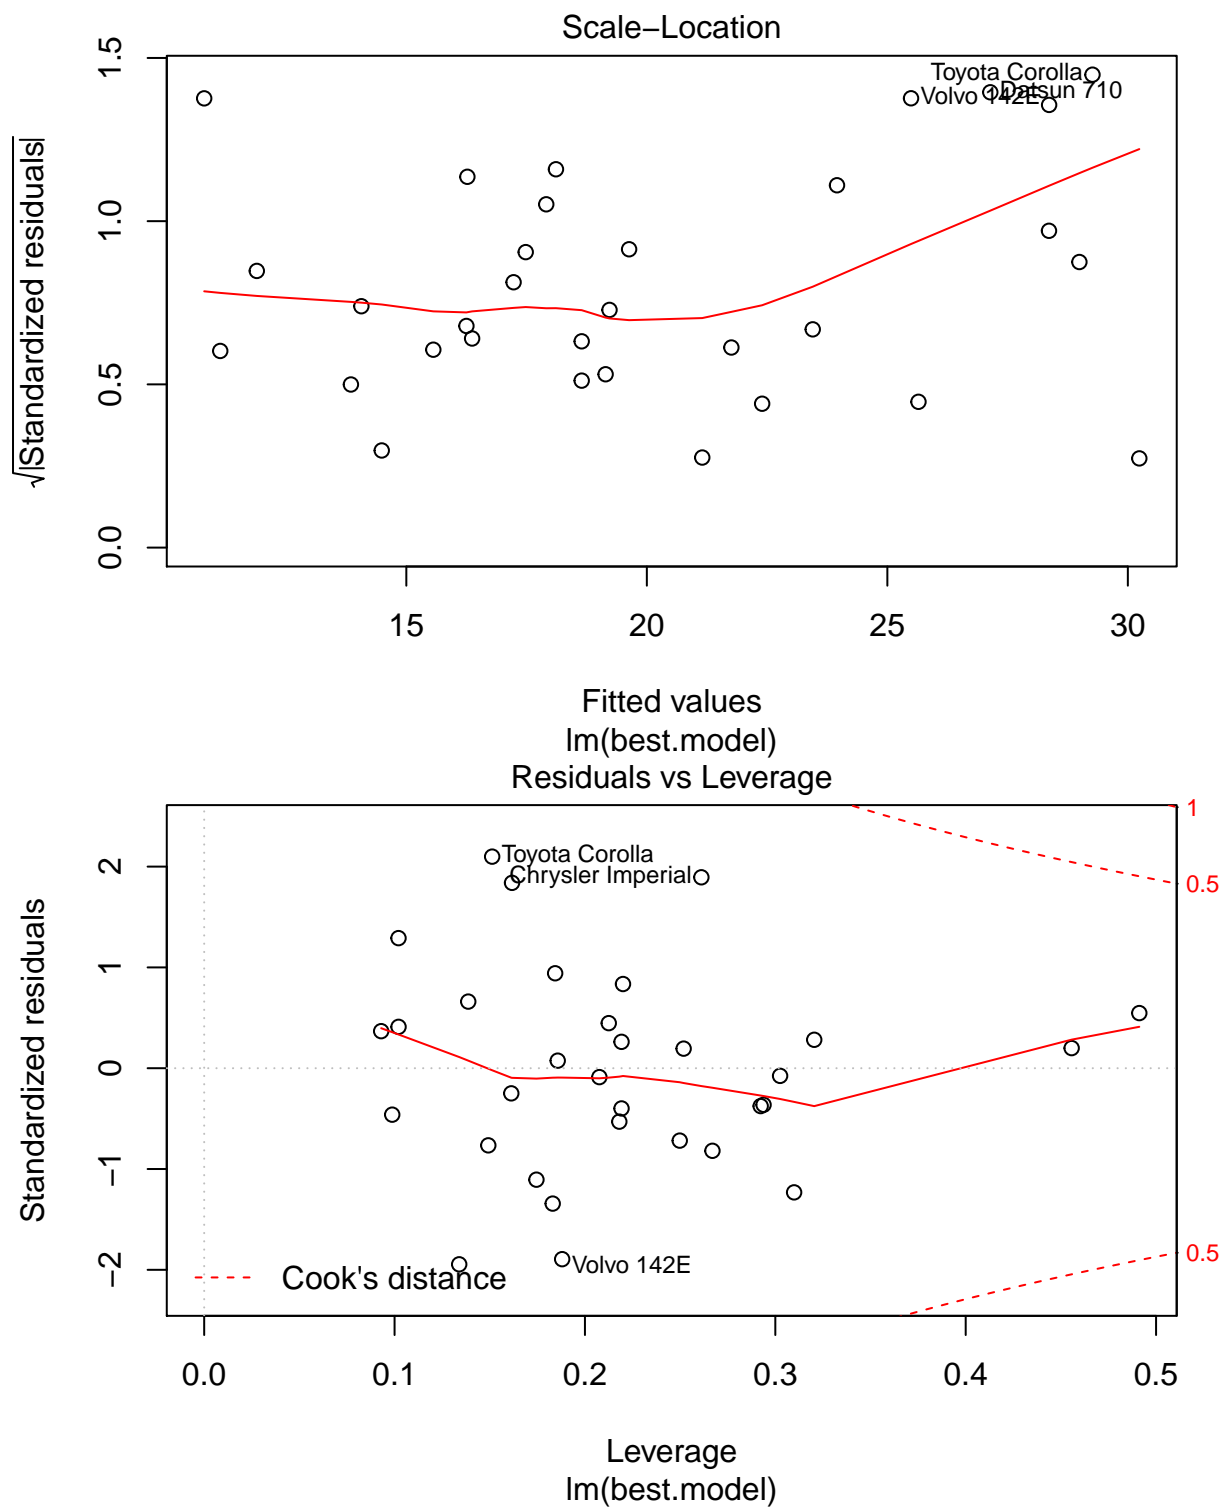 Scale−Location
√|Standardized residuals|
1.5
1.0
0.5
0.0
Toyota Corolla
Datsun 710
Volvo 142E
15 20 25 30
Fitted values
lm(best.model)
Residuals vs Leverage
Standardized residuals
2
1
0
−1
−2
1
0.5
0.5
Toyota Corolla
Chrysler Imperial
Volvo 142E
Cook's distance
0.0 0.1 0.2 0.3 0.4 0.5
Leverage
lm(best.model)